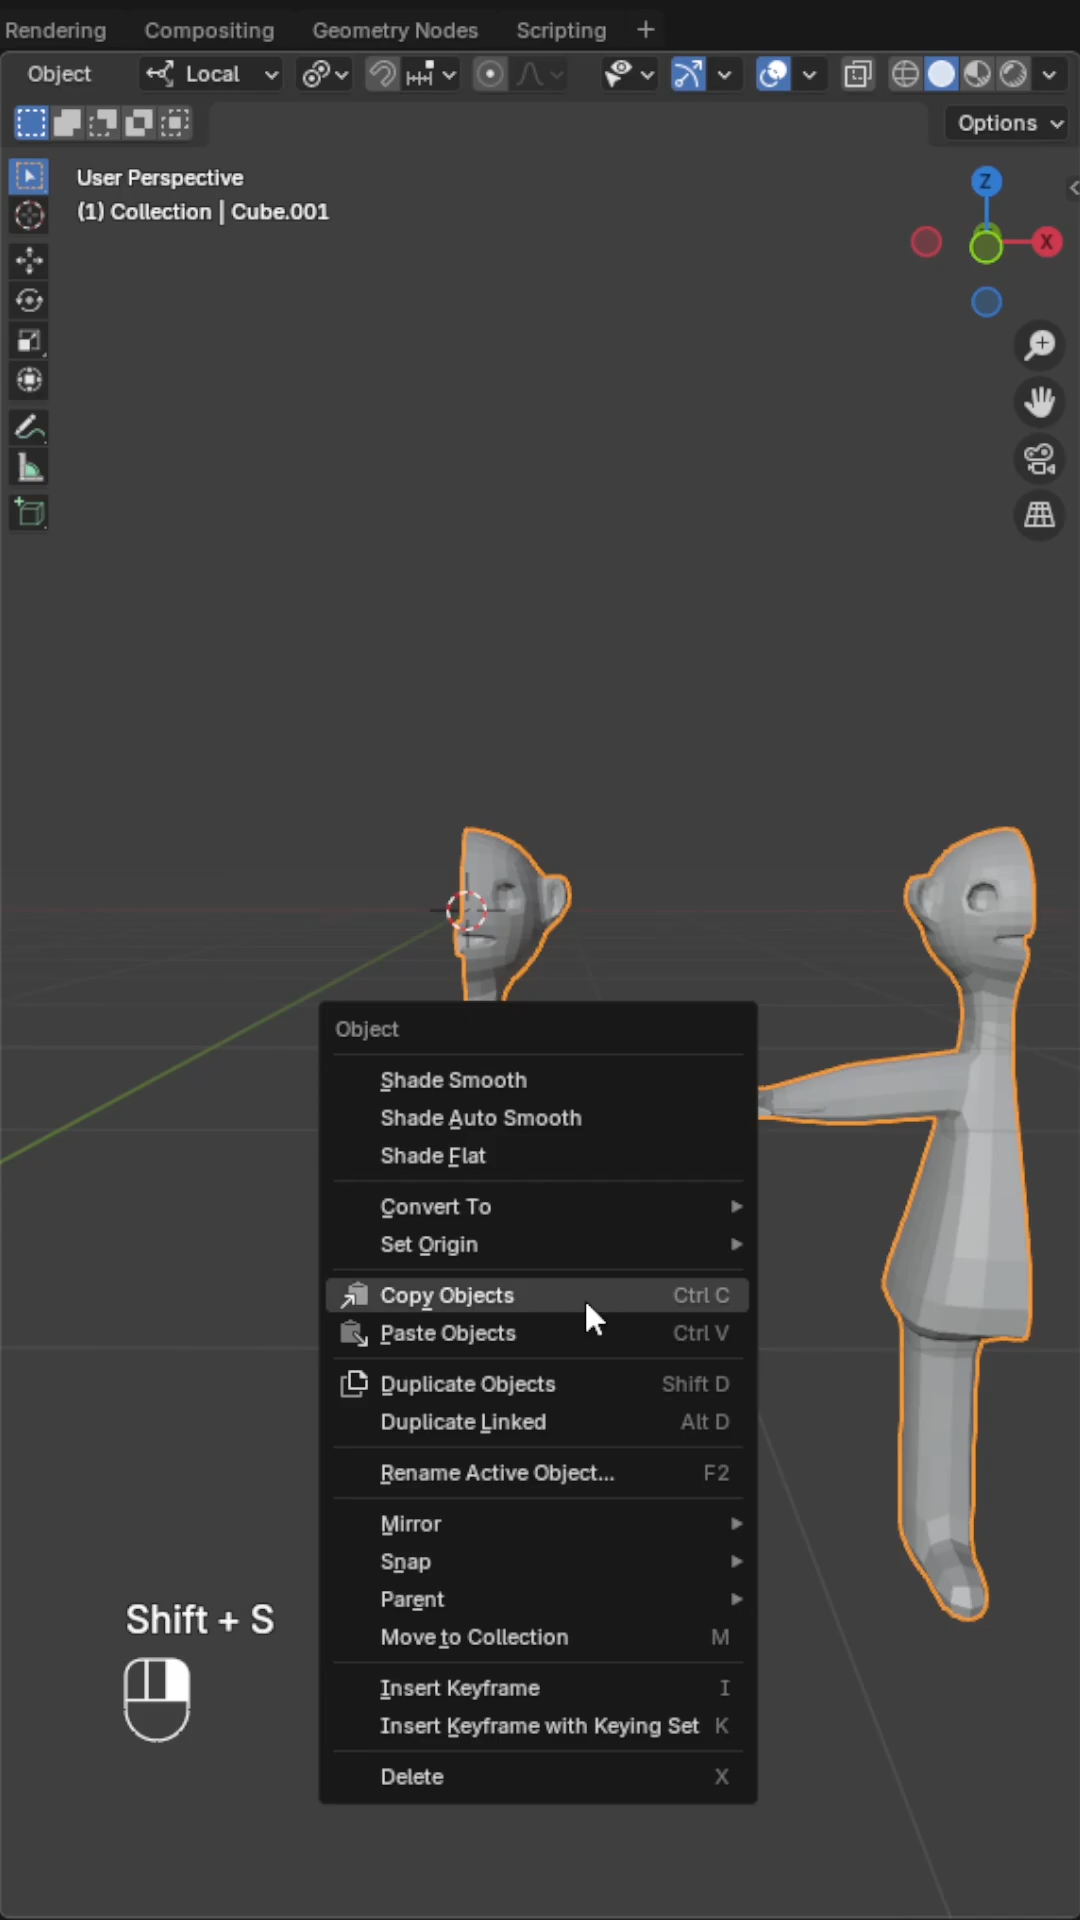 Rendering Compositing Geometry Nodes Scripting +
Object Local
Options
User Perspective
(1) Collection | Cube.001
Z
X
Object
Shade Smooth
Shade Auto Smooth
Shade Flat
Convert To
Set Origin
Copy Objects Ctrl C
Paste Objects Ctrl V
Duplicate Objects Shift D
Duplicate Linked Alt D
Rename Active Object... F2
Mirror
Snap
Parent
Move to Collection M
Insert Keyframe I
Insert Keyframe with Keying Set K
Delete X
Shift + S